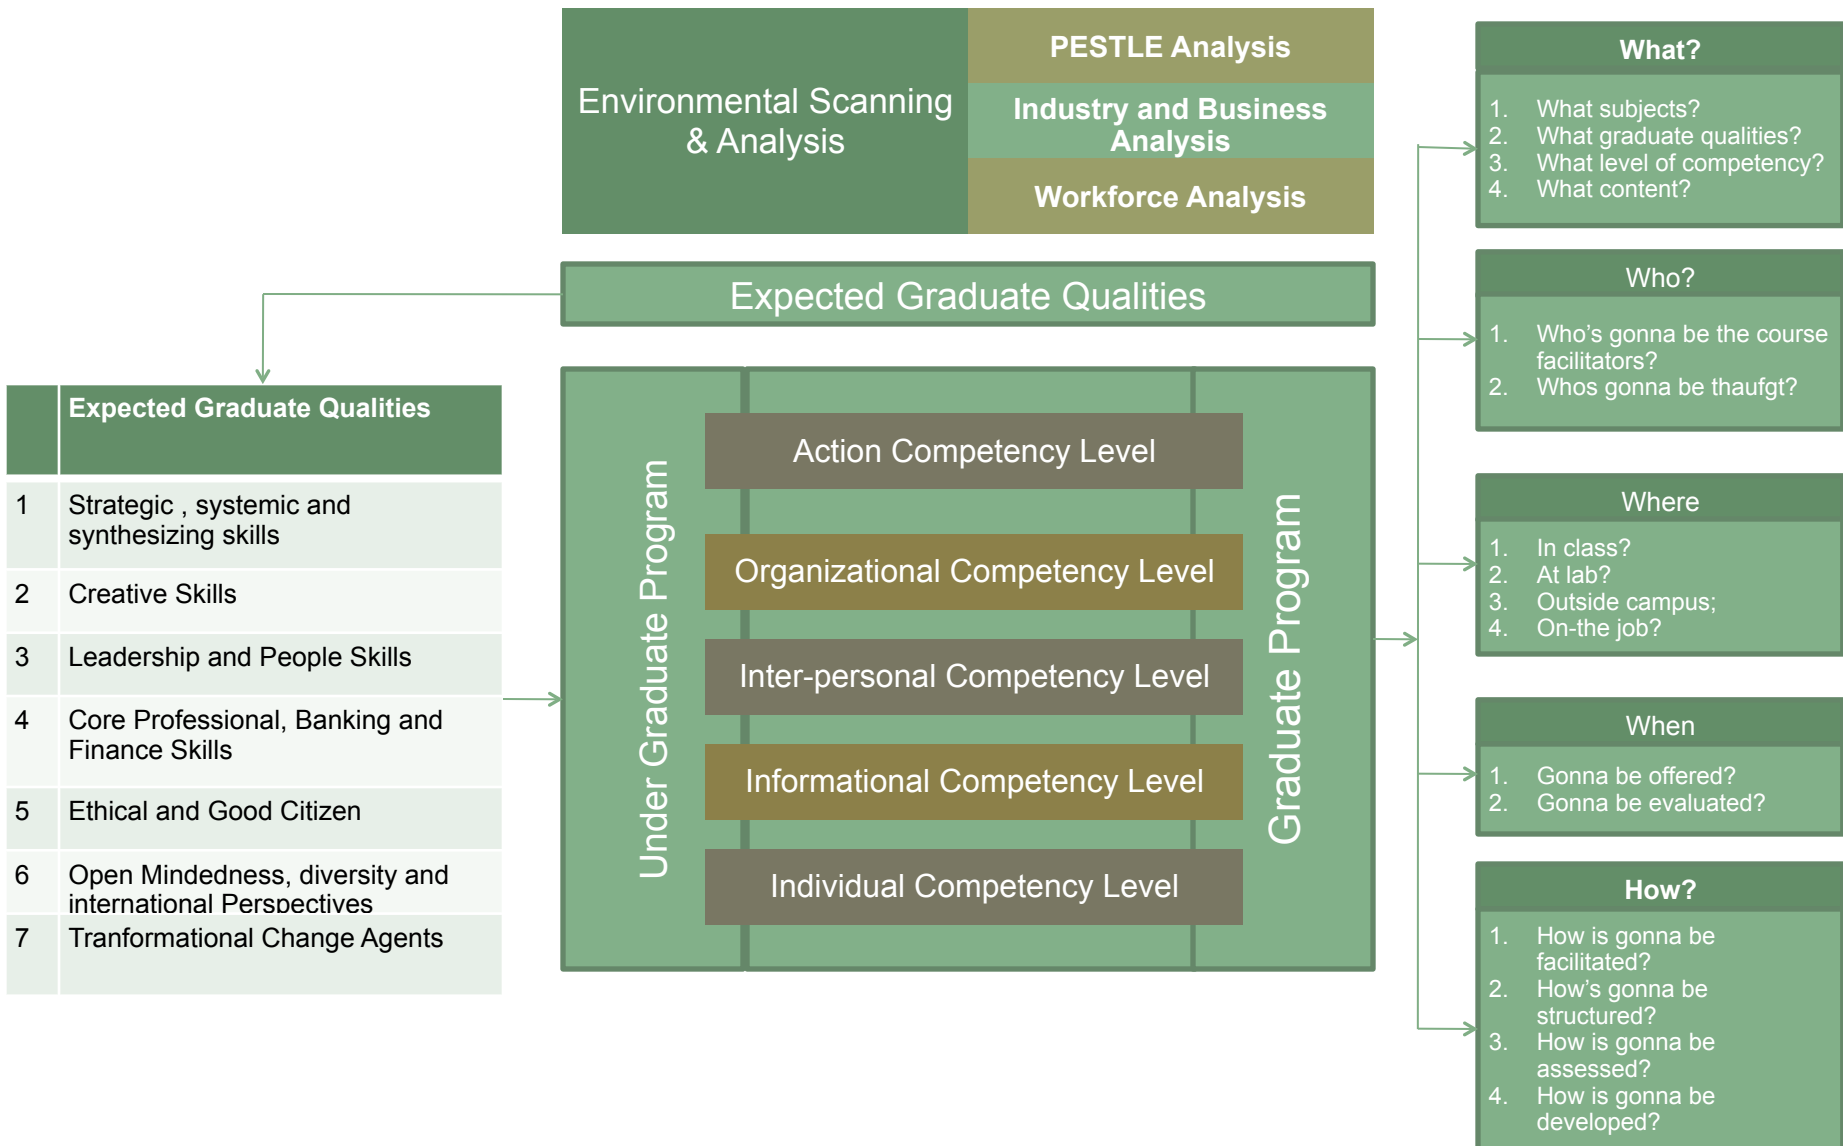 Environmental Scanning
& Analysis
PESTLE Analysis
Industry and Business
Analysis
Workforce Analysis
Expected Graduate Qualities
Expected Graduate Qualities
1 Strategic , systemic and
synthesizing skills
2 Creative Skills
3 Leadership and People Skills
4 Core Professional, Banking and
Finance Skills
5 Ethical and Good Citizen
6 Open Mindedness, diversity and
international Perspectives
7 Tranformational Change Agents
Under Graduate Program
Action Competency Level
Organizational Competency Level
Inter-personal Competency Level
Informational Competency Level
Individual Competency Level
Graduate Program
What?
1. What subjects?
2. What graduate qualities?
3. What level of competency?
4. What content?
Who?
1. Who’s gonna be the course
facilitators?
2. Whos gonna be thaufgt?
Where
1. In class?
2. At lab?
3. Outside campus;
4. On-the job?
When
1. Gonna be offered?
2. Gonna be evaluated?
How?
1. How is gonna be
facilitated?
2. How’s gonna be
structured?
3. How is gonna be
assessed?
4. How is gonna be
developed?